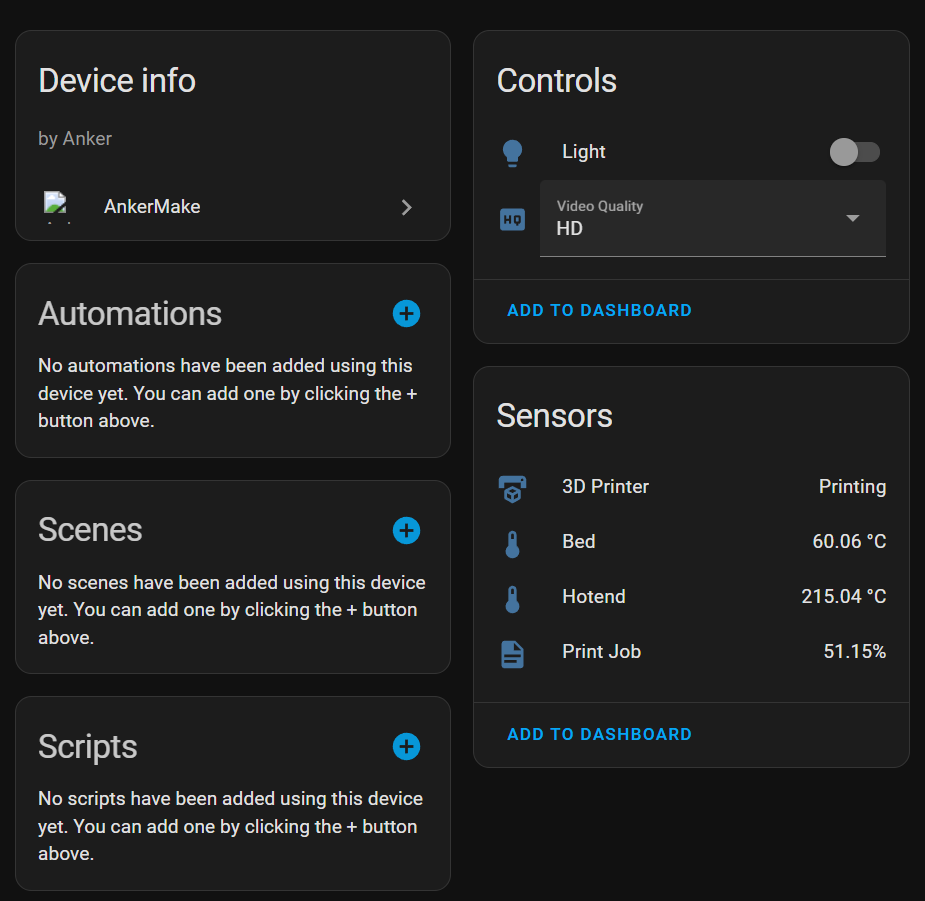 Device info
by Anker
AnkerMake
Automations
No automations have been added using this
device yet. You can add one by clicking the +
button above.
Scenes
No scenes have been added using this device
yet. You can add one by clicking the + button
above.
Scripts
No scripts have been added using this device
yet. You can add one by clicking the + button
above.
Controls
Light
HQ
Video Quality
HD
ADD TO DASHBOARD
Sensors
3D Printer Printing
Bed 60.06 °C
Hotend 215.04 °C
Print Job 51.15%
ADD TO DASHBOARD